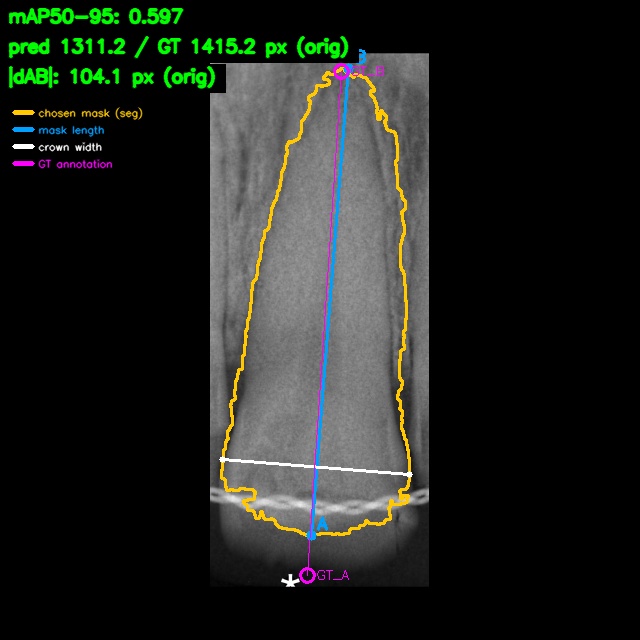 mAP50-95: 0.597
pred 1311.2 / GT 1415.2 px (orig)
|dAB|: 104.1 px (orig)
chosen mask (seg)
mask length
crown width
GT annotation
B
A
GT_A